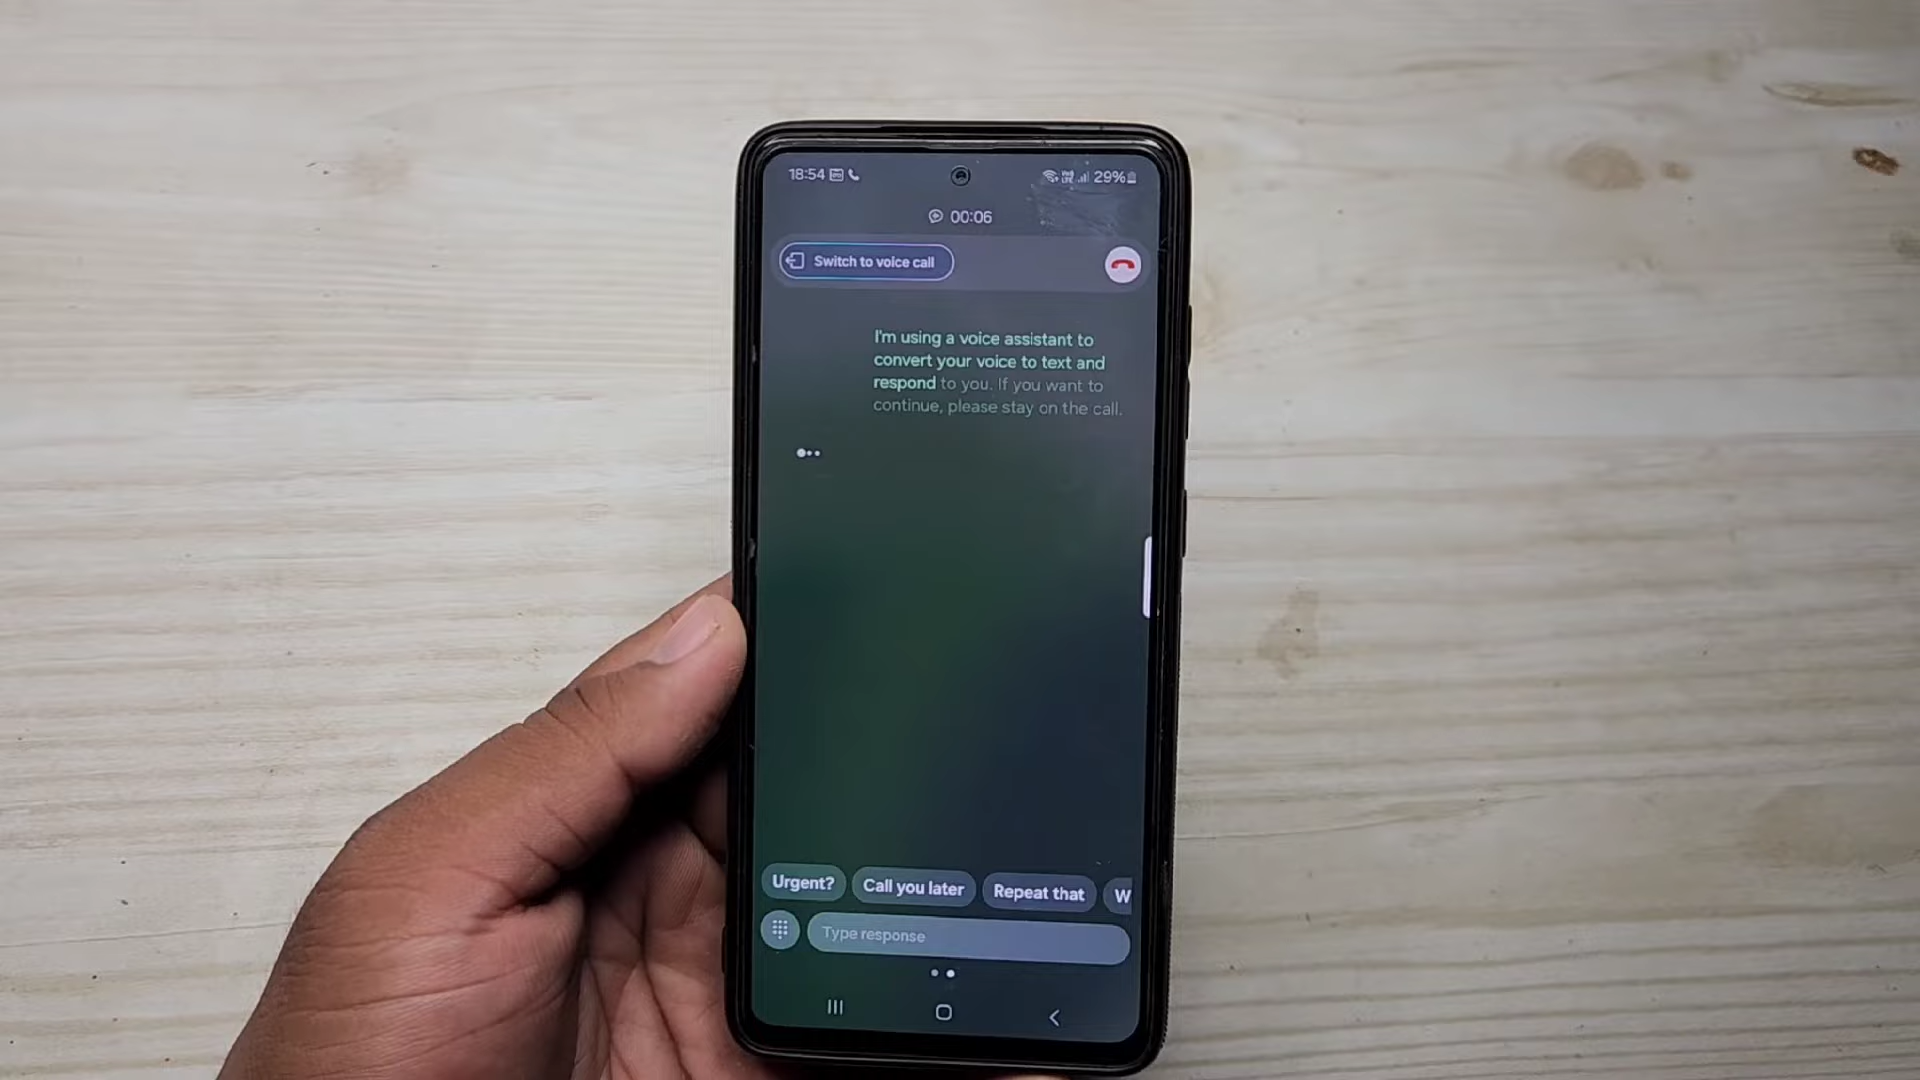 18:54 29%
00:06
Switch to voice call
I'm using a voice assistant to
convert your voice to text and
respond to you. If you want to
continue, please stay on the call.
Urgent? Call you later Repeat that W
Type response